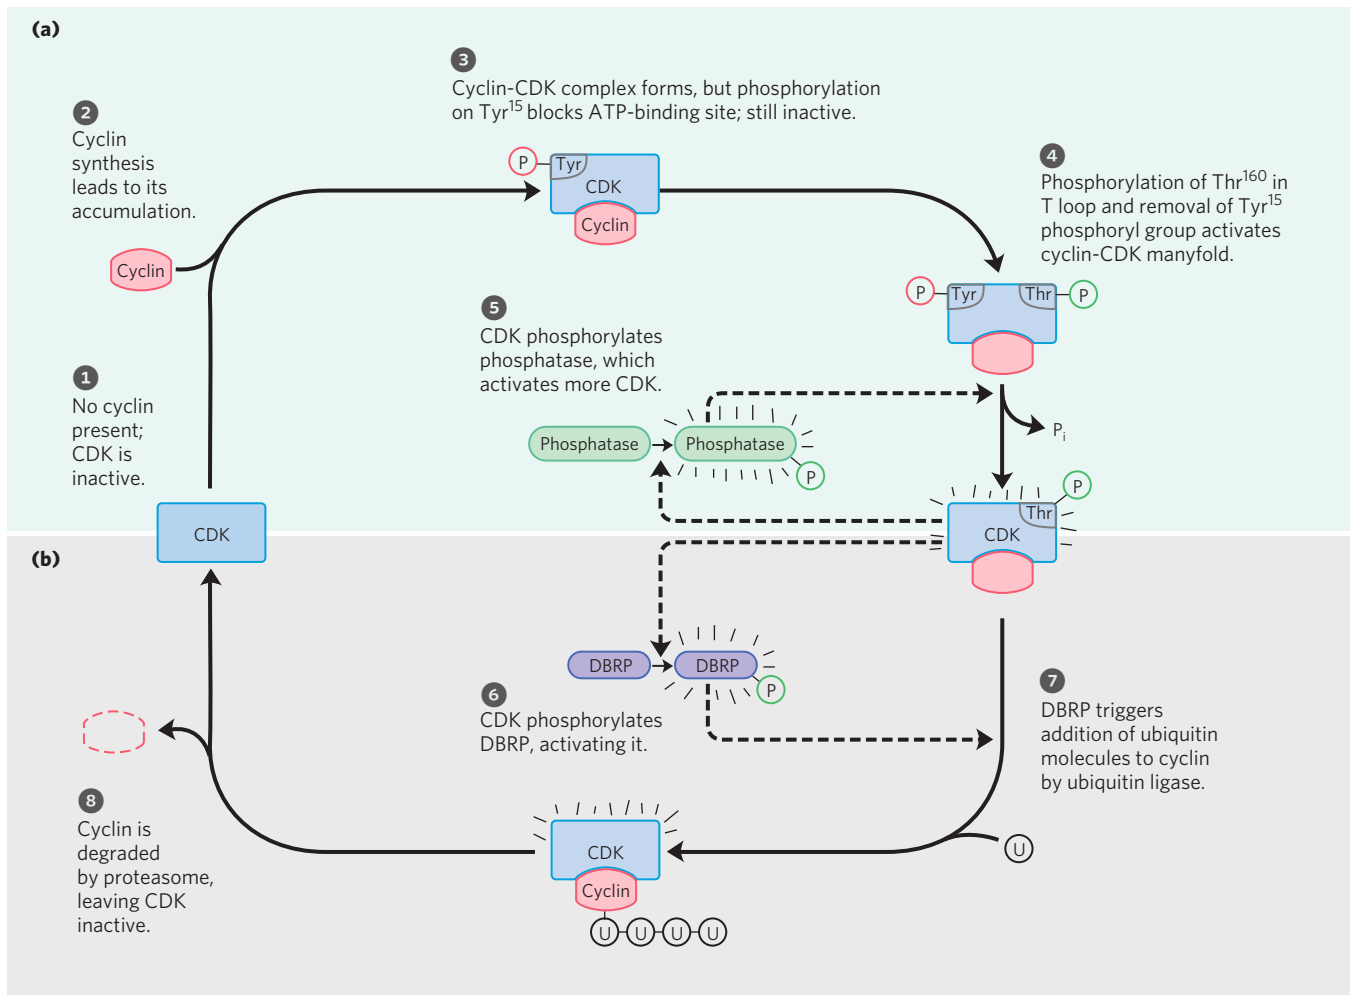 (a)
3
Cyclin-CDK complex forms, but phosphorylation
on Tyr15 blocks ATP-binding site; still inactive.
2
Cyclin
synthesis
leads to its
accumulation.
P
Tyr
CDK
Cyclin
4
Phosphorylation of Thr160 in
T loop and removal of Tyr15
phosphoryl group activates
cyclin-CDK manyfold.
Cyclin
P
Tyr
Thr
P
5
CDK phosphorylates
phosphatase, which
activates more CDK.
1
No cyclin
present;
CDK is
inactive.
Phosphatase
Phosphatase
P
Pi
P
Thr
CDK
CDK
(b)
DBRP
DBRP
P
6
CDK phosphorylates
DBRP, activating it.
7
DBRP triggers
addition of ubiquitin
molecules to cyclin
by ubiquitin ligase.
8
Cyclin is
degraded
by proteasome,
leaving CDK
inactive.
CDK
Cyclin
U
U U U U